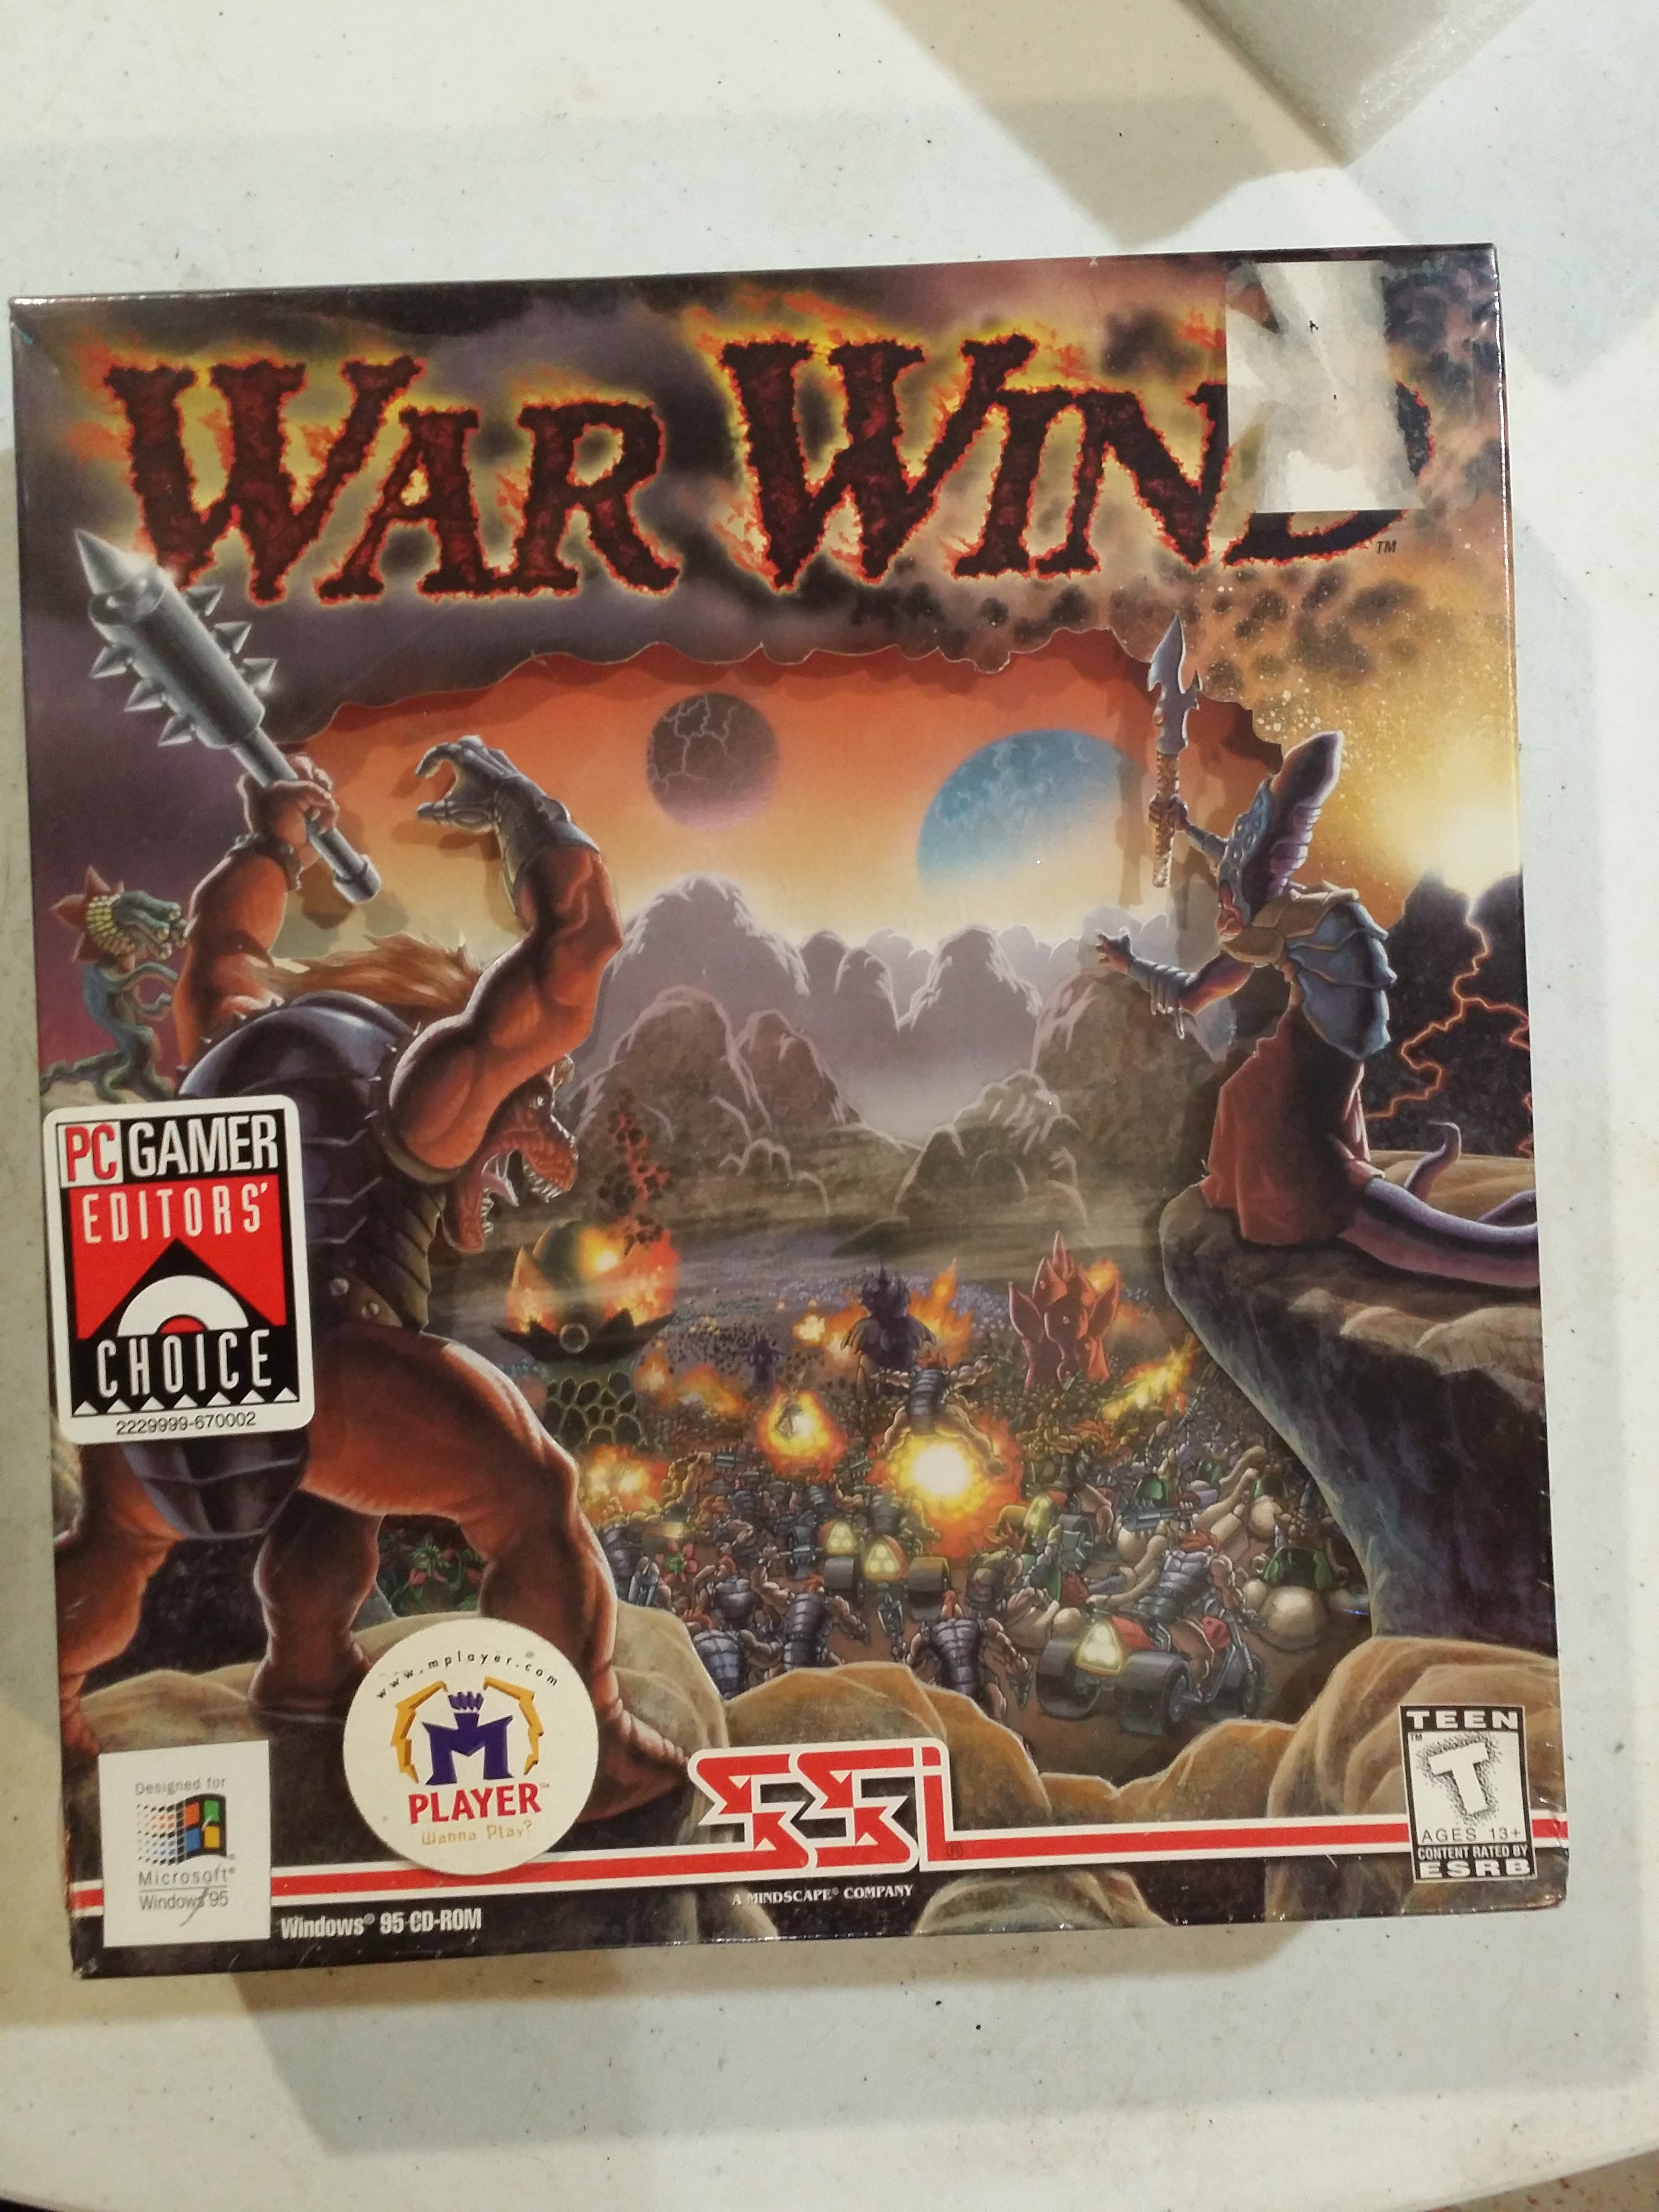 WAR WIND
TM
PC GAMER
EDITORS'
CHOICE
2229999-670002
www.mplayer.com
M
PLAYER
Wanna Play?
Designed for
Microsoft®
Windows®95
Windows® 95 CD-ROM
SSI®
A MINDSCAPE® COMPANY
TEEN
T
AGES 13+
CONTENT RATED BY
ESRB